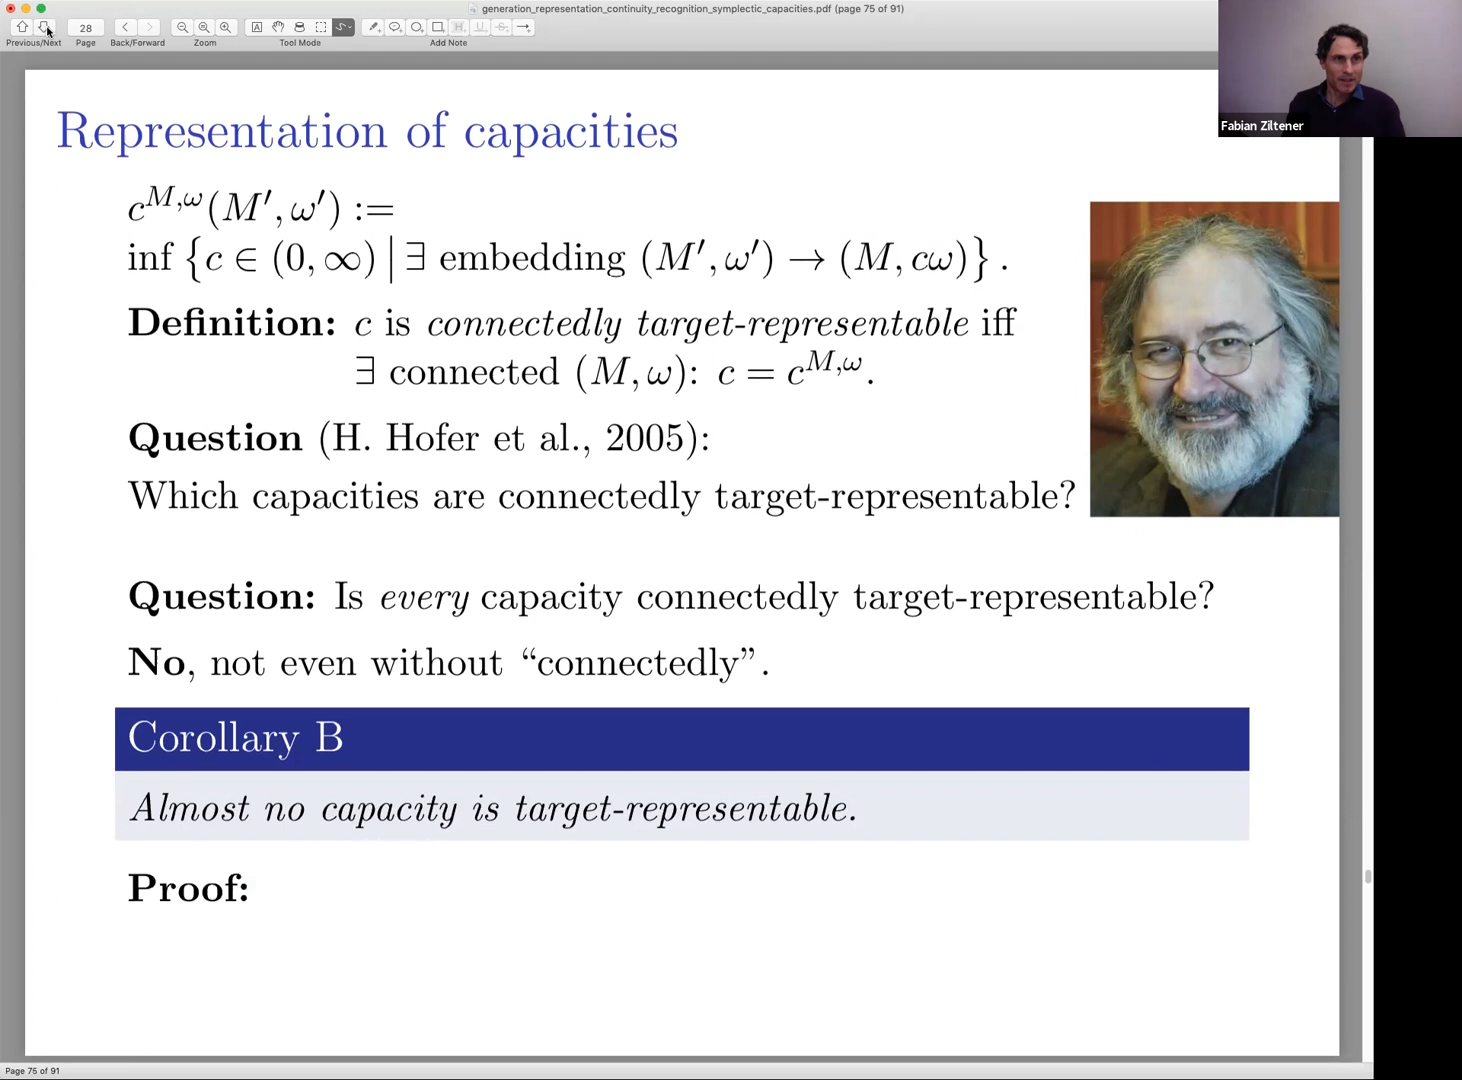 generation_representation_continuity_recognition_symplectic_capacities.pdf (page 75 of 91)
28
Previous/Next Page Back/Forward Zoom Tool Mode Add Note
Fabian Ziltener
Representation of capacities
c^{M,ω}(M′, ω′) :=
inf {c ∈ (0, ∞) | ∃ embedding (M′, ω′) → (M, cω)} .
Definition: c is connectedly target-representable iff
∃ connected (M, ω): c = c^{M,ω}.
Question (H. Hofer et al., 2005):
Which capacities are connectedly target-representable?
Question: Is every capacity connectedly target-representable?
No, not even without “connectedly”.
Corollary B
Almost no capacity is target-representable.
Proof:
Page 75 of 91